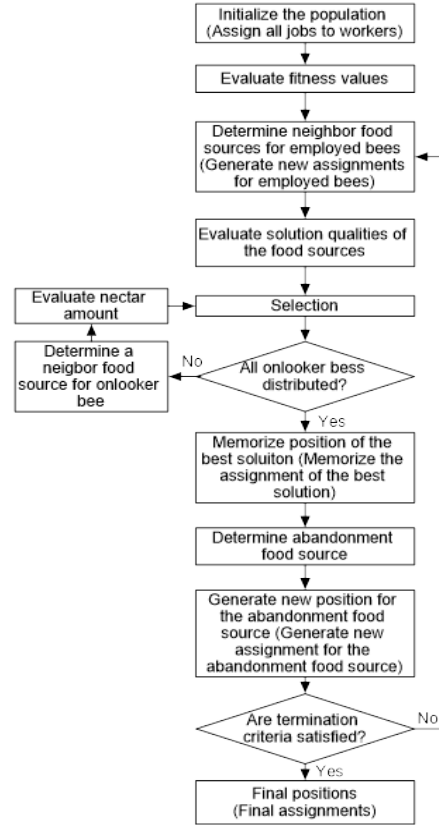 Initialize the population
(Assign all jobs to workers)
Evaluate fitness values
Determine neighbor food
sources for employed bees
(Generate new assignments
for employed bees)
Evaluate solution qualities of
the food sources
Evaluate nectar
amount
Selection
Determine a
neigbor food
source for onlooker
bee
No
All onlooker bess
distributed?
Yes
Memorize position of the
best soluiton (Memorize the
assignment of the best
solution)
Determine abandonment
food source
Generate new position for
the abandonment food
source (Generate new
assignment for the
abandonment food source)
Are termination
criteria satisfied?
No
Yes
Final positions
(Final assignments)